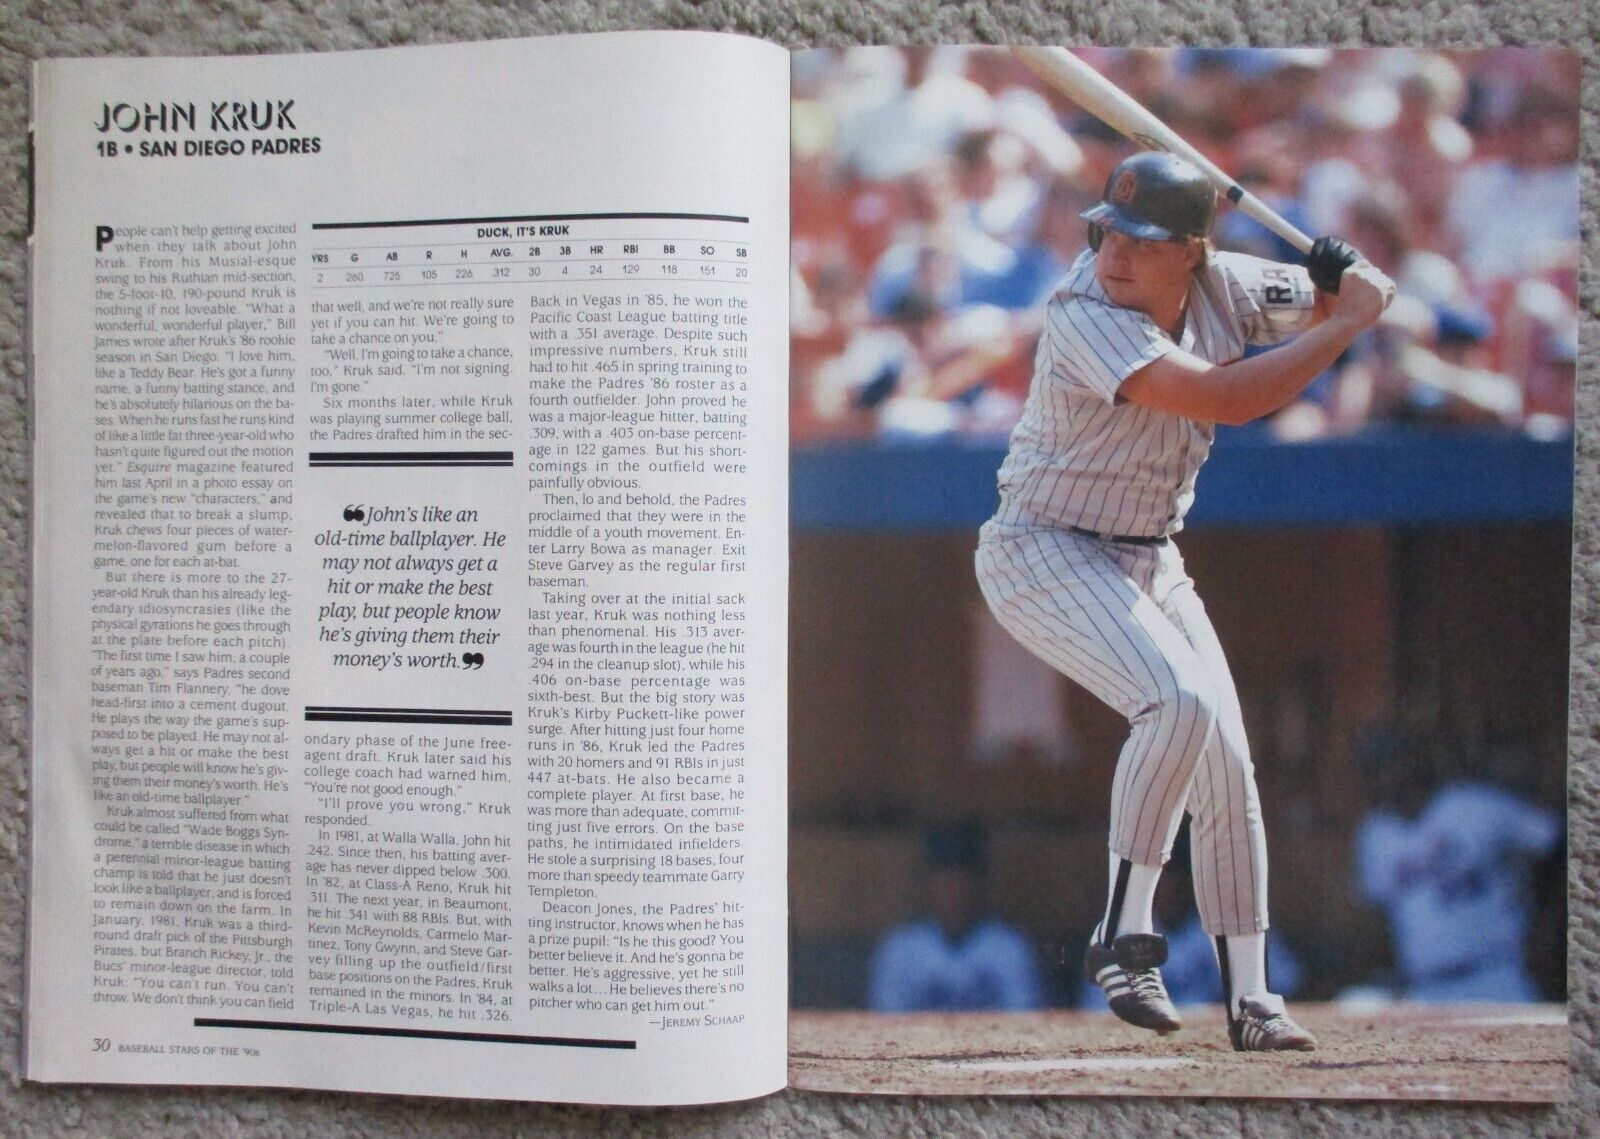 JOHN KRUK
1B • SAN DIEGO PADRES
People can't help getting excited
when they talk about John
Kruk. From his Musial-esque
swing to his Ruthian mid-section,
the 5-foot-10, 190-pound Kruk is
nothing if not loveable. "What a
wonderful, wonderful player," Bill
James wrote after Kruk's '86 rookie
season in San Diego. "I love him,
like a Teddy Bear. He's got a funny
name, a funny batting stance, and
he's absolutely hilarious on the ba-
ses. When he runs fast he runs kind
of like a little fat three-year-old who
hasn't quite figured out the motion
yet." Esquire magazine featured
him last April in a photo essay on
the game's new "characters," and
revealed that to break a slump,
Kruk chews four pieces of water-
melon-flavored gum before a
game, one for each at-bat.
But there is more to the 27-
year-old Kruk than his already leg-
endary idiosyncrasies (like the
physical gyrations he goes through
at the plate before each pitch).
"The first time I saw him, a couple
of years ago," says Padres second
baseman Tim Flannery, "he dove
head-first into a cement dugout.
He plays the way the game's sup-
posed to be played. He may not al-
ways get a hit or make the best
play, but people will know he's giv-
ing them their money's worth. He's
like an old-time ballplayer."
Kruk almost suffered from what
could be called "Wade Boggs Syn-
drome," a terrible disease in which
a perennial minor-league batting
champ is told that he just doesn't
look like a ballplayer, and is forced
to remain down on the farm. In
January, 1981, Kruk was a third-
round draft pick of the Pittsburgh
Pirates, but Branch Rickey, Jr., the
Bucs' minor-league director, told
Kruk: "You can't run. You can't
throw. We don't think you can field
DUCK, IT'S KRUK
YRS G AB R H AVG. 2B 3B HR RBI BB SO SB
2 260 725 105 226 .312 30 4 24 129 118 151 20
that well, and we're not really sure
yet if you can hit. We're going to
take a chance on you."
"Well, I'm going to take a chance,
too," Kruk said. "I'm not signing.
I'm gone."
Six months later, while Kruk
was playing summer college ball,
the Padres drafted him in the sec-
“John's like an
old-time ballplayer. He
may not always get a
hit or make the best
play, but people know
he's giving them their
money's worth.”
ondary phase of the June free-
agent draft. Kruk later said his
college coach had warned him,
"You're not good enough."
"I'll prove you wrong," Kruk
responded.
In 1981, at Walla Walla, John hit
.242. Since then, his batting aver-
age has never dipped below .300.
In '82, at Class-A Reno, Kruk hit
.311. The next year, in Beaumont,
he hit .341 with 88 RBIs. But, with
Kevin McReynolds, Carmelo Mar-
tinez, Tony Gwynn, and Steve Gar-
vey filling up the outfield/first
base positions on the Padres, Kruk
remained in the minors. In '84, at
Triple-A Las Vegas, he hit .326.
Back in Vegas in '85, he won the
Pacific Coast League batting title
with a .351 average. Despite such
impressive numbers, Kruk still
had to hit .465 in spring training to
make the Padres '86 roster as a
fourth outfielder. John proved he
was a major-league hitter, batting
.309, with a .403 on-base percent-
age in 122 games. But his short-
comings in the outfield were
painfully obvious.
Then, lo and behold, the Padres
proclaimed that they were in the
middle of a youth movement. En-
ter Larry Bowa as manager. Exit
Steve Garvey as the regular first
baseman.
Taking over at the initial sack
last year, Kruk was nothing less
than phenomenal. His .313 aver-
age was fourth in the league (he hit
.294 in the cleanup slot), while his
.406 on-base percentage was
sixth-best. But the big story was
Kruk's Kirby Puckett-like power
surge. After hitting just four home
runs in '86, Kruk led the Padres
with 20 homers and 91 RBIs in just
447 at-bats. He also became a
complete player. At first base, he
was more than adequate, commit-
ting just five errors. On the base
paths, he intimidated infielders.
He stole a surprising 18 bases, four
more than speedy teammate Garry
Templeton.
Deacon Jones, the Padres' hit-
ting instructor, knows when he has
a prize pupil: "Is he this good? You
better believe it. And he's gonna be
better. He's aggressive, yet he still
walks a lot...He believes there's no
pitcher who can get him out."
—JEREMY SCHAAP
30 BASEBALL STARS OF THE '90s
SD
RA